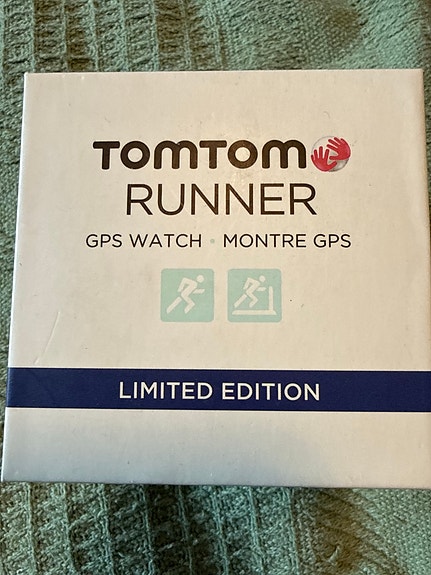 TOMTOM
RUNNER
GPS WATCH • MONTRE GPS
LIMITED EDITION